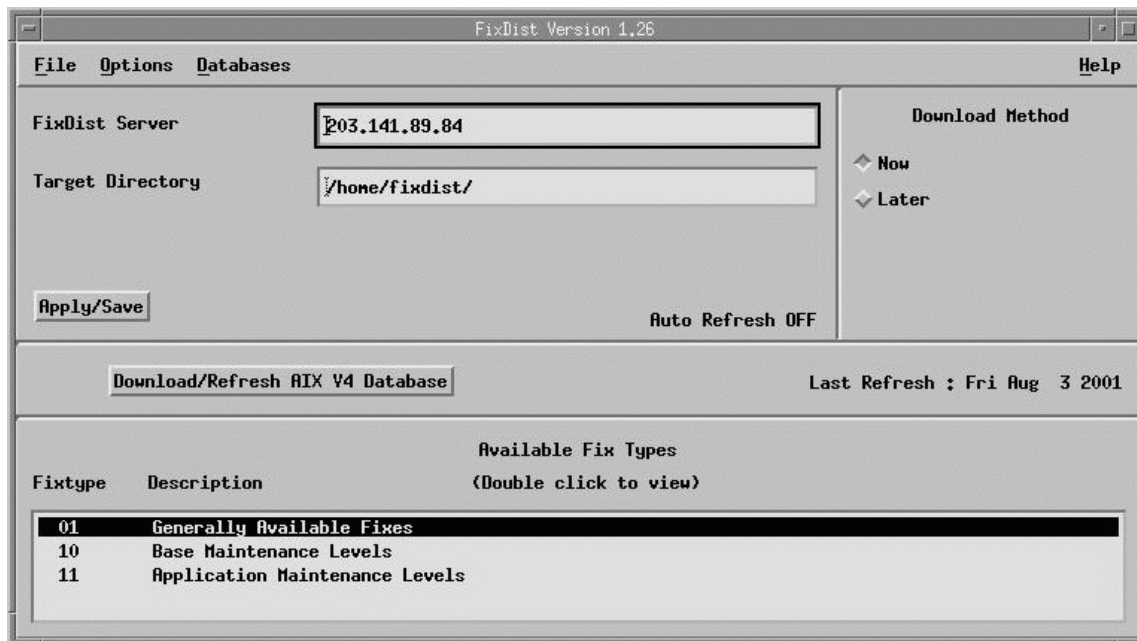 FixDist Version 1.26
File Options Databases Help
FixDist Server 203.141.89.84
Target Directory /home/fixdist/
Apply/Save
Auto Refresh OFF
Download Method
Now
Later
Download/Refresh AIX V4 Database Last Refresh : Fri Aug 3 2001
Available Fix Types
Fixtype Description (Double click to view)
01 Generally Available Fixes
10 Base Maintenance Levels
11 Application Maintenance Levels